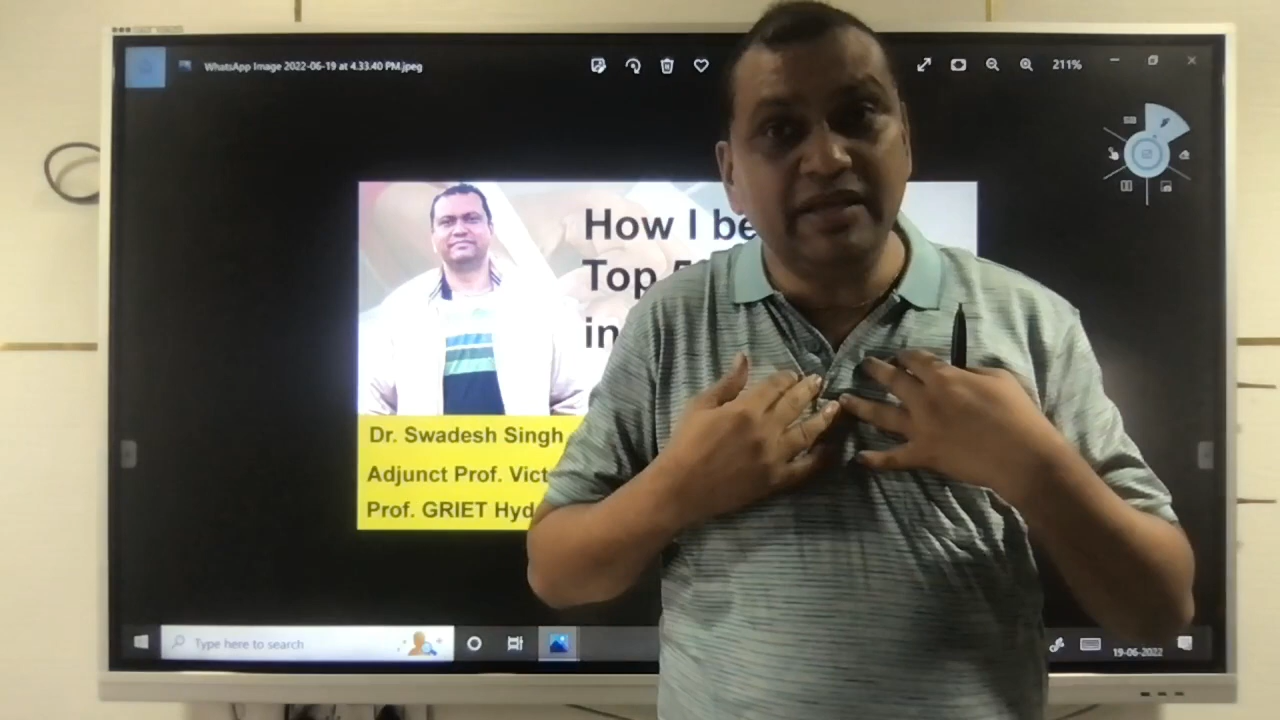 WhatsApp Image 2022-06-19 at 4.33.40 PM.jpeg
211%
How I be
Top
in
Dr. Swadesh Singh
Adjunct Prof. Vict
Prof. GRIET Hyd
Type here to search
19-06-2022